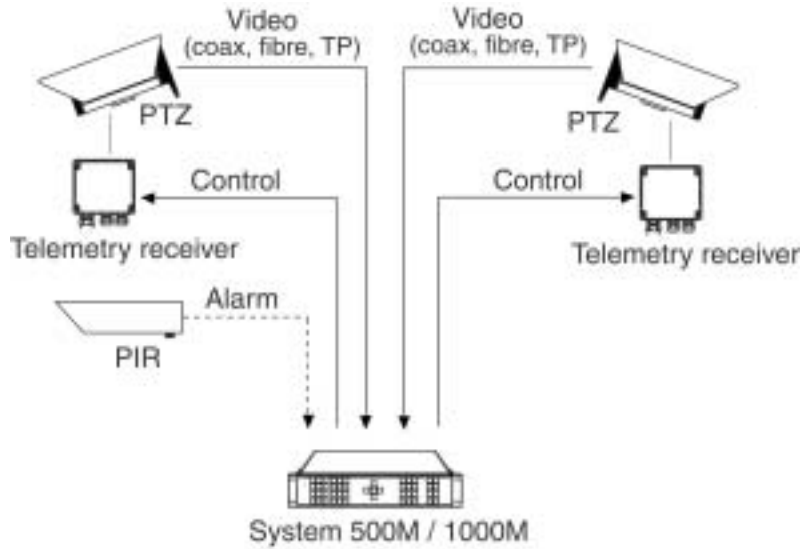 Video
(coax, fibre, TP)
Video
(coax, fibre, TP)
PTZ
PTZ
Control
Control
Telemetry receiver
Telemetry receiver
Alarm
PIR
System 500M / 1000M